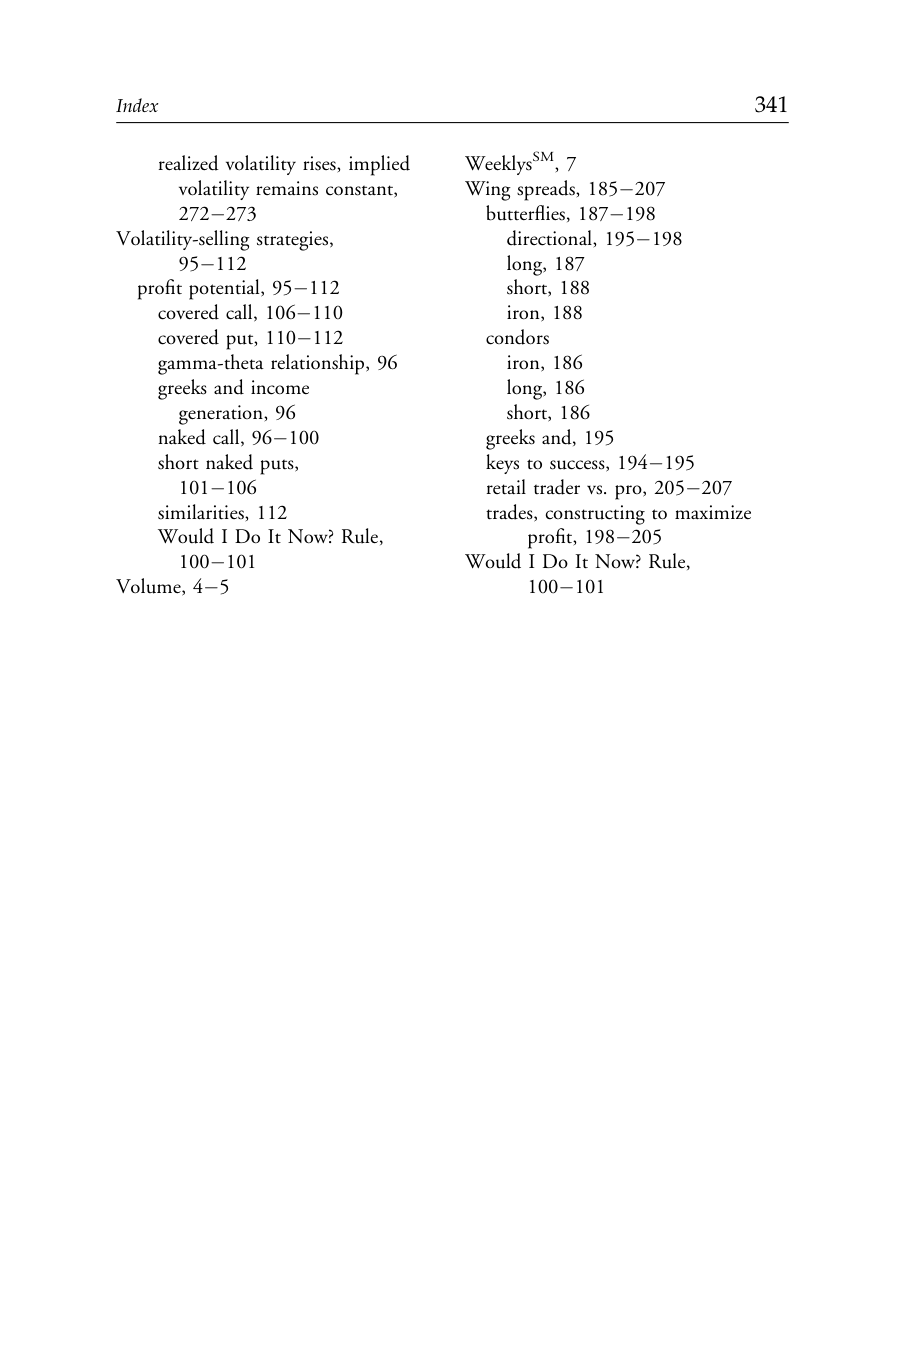 Index 341
realized volatility rises, implied
volatility remains constant,
272–273
Volatility-selling strategies,
95–112
profit potential, 95–112
covered call, 106–110
covered put, 110–112
gamma-theta relationship, 96
greeks and income
generation, 96
naked call, 96–100
short naked puts,
101–106
similarities, 112
Would I Do It Now? Rule,
100–101
Volume, 4–5
WeeklysSM, 7
Wing spreads, 185–207
butterflies, 187–198
directional, 195–198
long, 187
short, 188
iron, 188
condors
iron, 186
long, 186
short, 186
greeks and, 195
keys to success, 194–195
retail trader vs. pro, 205–207
trades, constructing to maximize
profit, 198–205
Would I Do It Now? Rule,
100–101